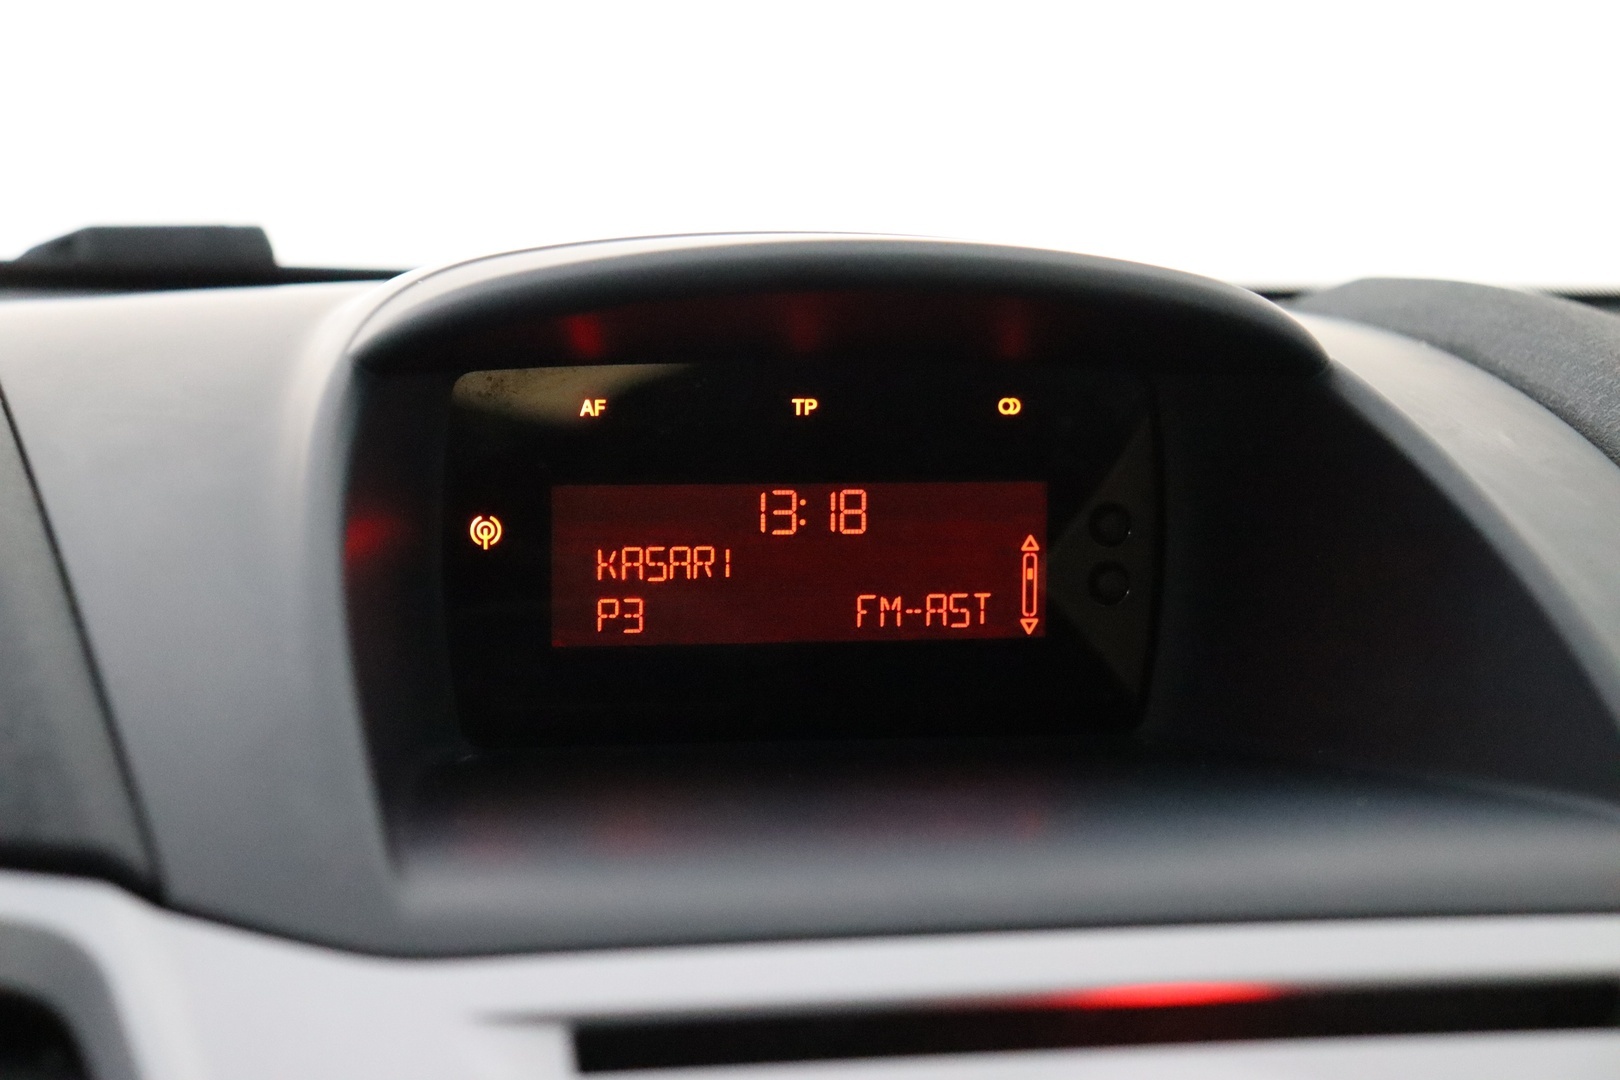 AF TP
13:18
KASARI
P3 FM-AST